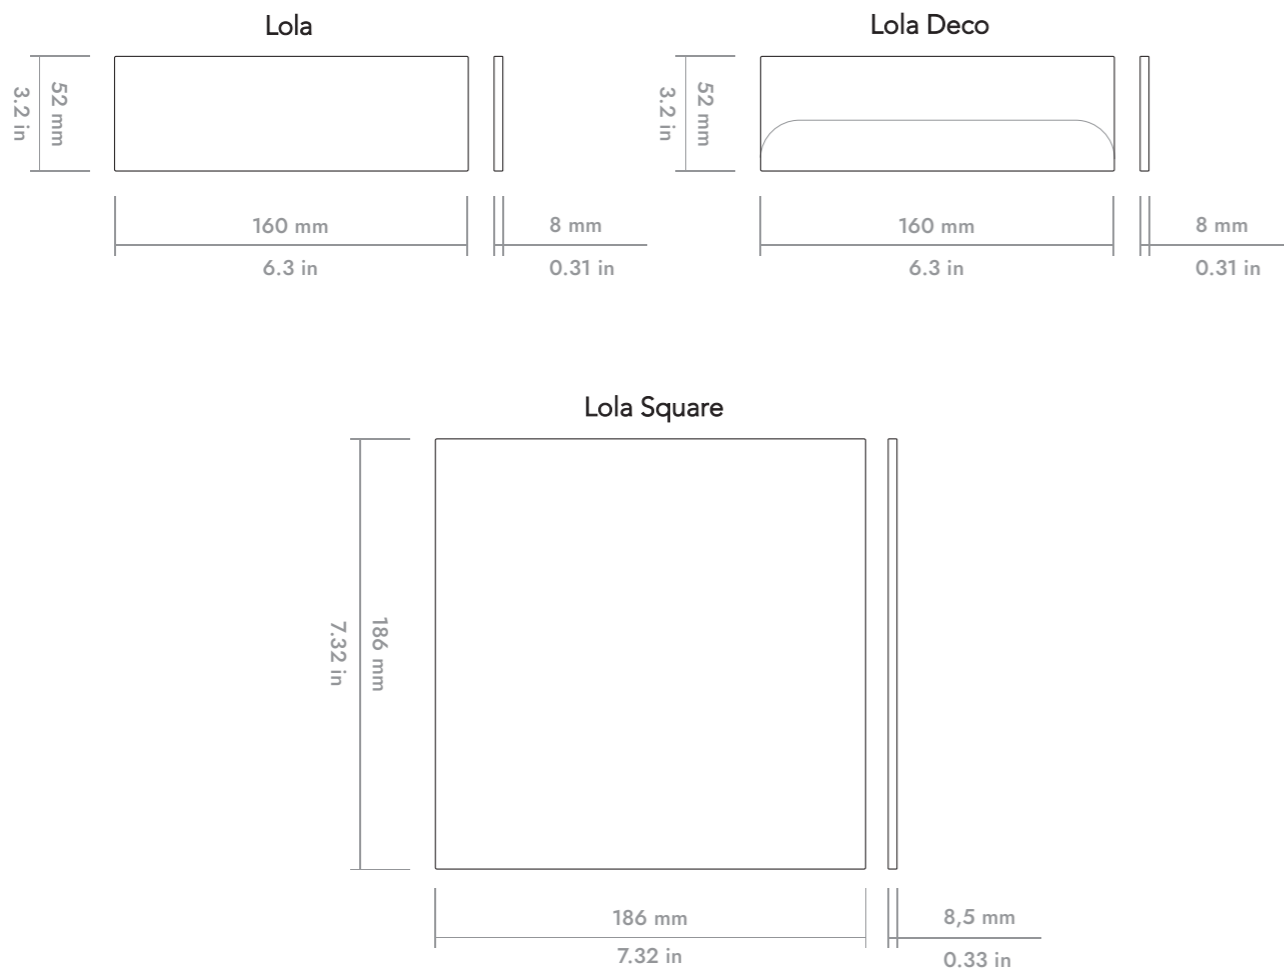 Lola
52 mm
3.2 in
160 mm
6.3 in
8 mm
0.31 in
Lola Deco
52 mm
3.2 in
160 mm
6.3 in
8 mm
0.31 in
Lola Square
186 mm
7.32 in
186 mm
7.32 in
8,5 mm
0.33 in